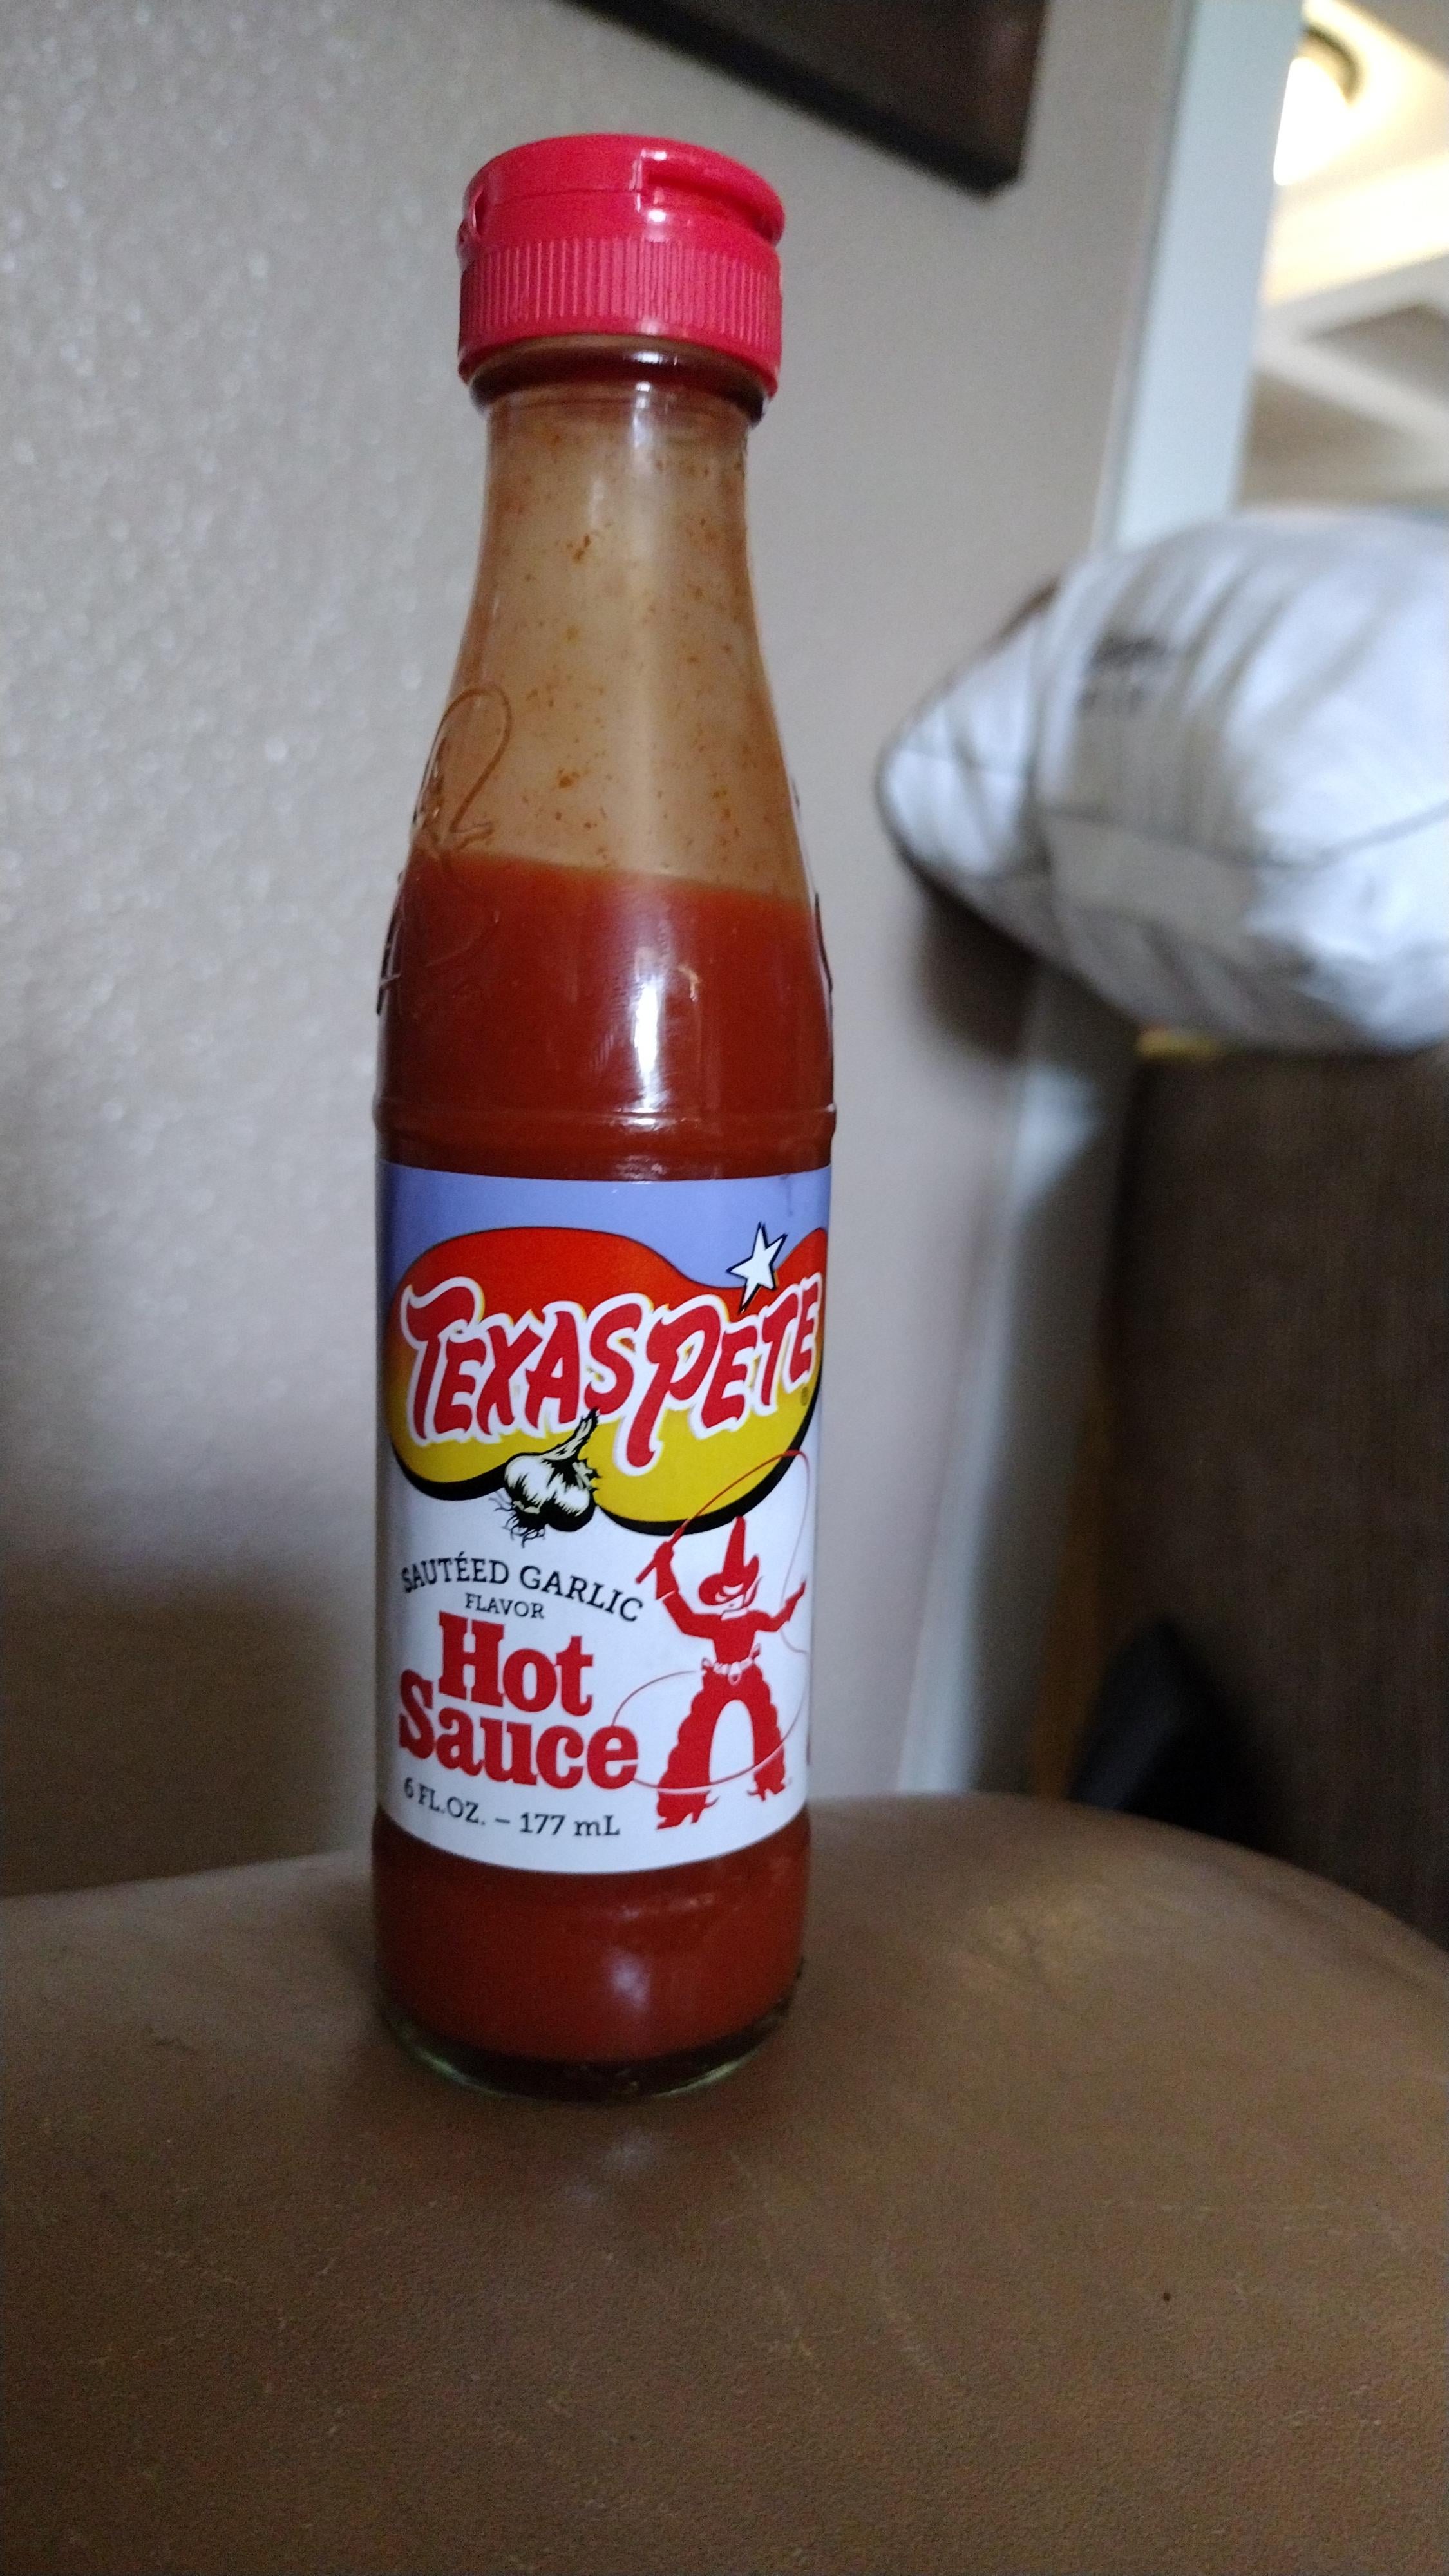 TEXAS PETE
SAUTÉED GARLIC
FLAVOR
Hot
Sauce
6 FL.OZ. – 177 mL